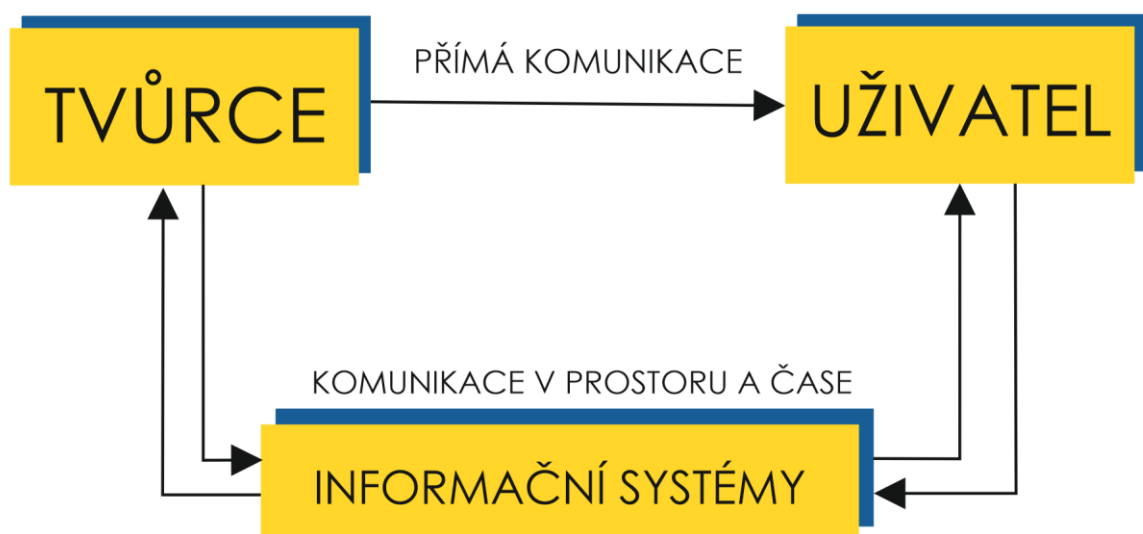 TVŮRCE
PŘÍMÁ KOMUNIKACE
UŽIVATEL
KOMUNIKACE V PROSTORU A ČASE
INFORMAČNÍ SYSTÉMY